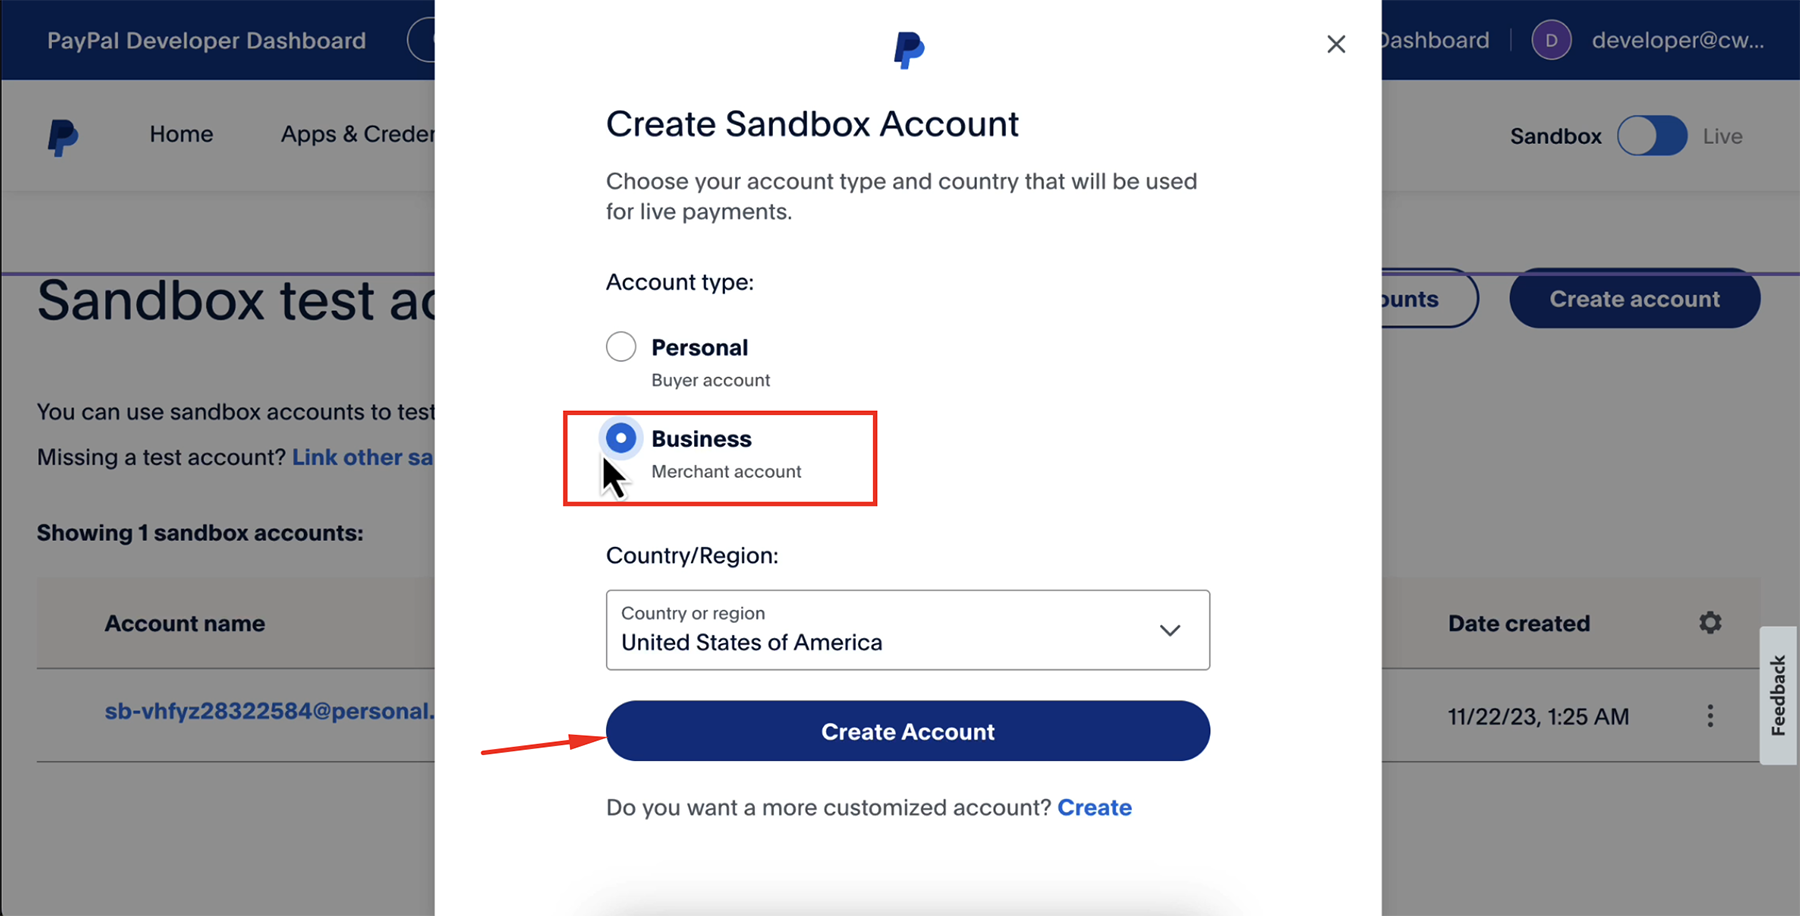 PayPal Developer Dashboard
Dashboard
D
developer@cw...
Home
Apps & Creden
Sandbox
Live
Create Sandbox Account
Choose your account type and country that will be used
for live payments.
Account type:
Personal
Buyer account
Business
Merchant account
Country/Region:
Country or region
United States of America
Create Account
Do you want a more customized account? Create
Sandbox test ac
ounts
Create account
You can use sandbox accounts to test
Missing a test account? Link other sa
Showing 1 sandbox accounts:
Account name
Date created
sb-vhfyz28322584@personal.
11/22/23, 1:25 AM
Feedback